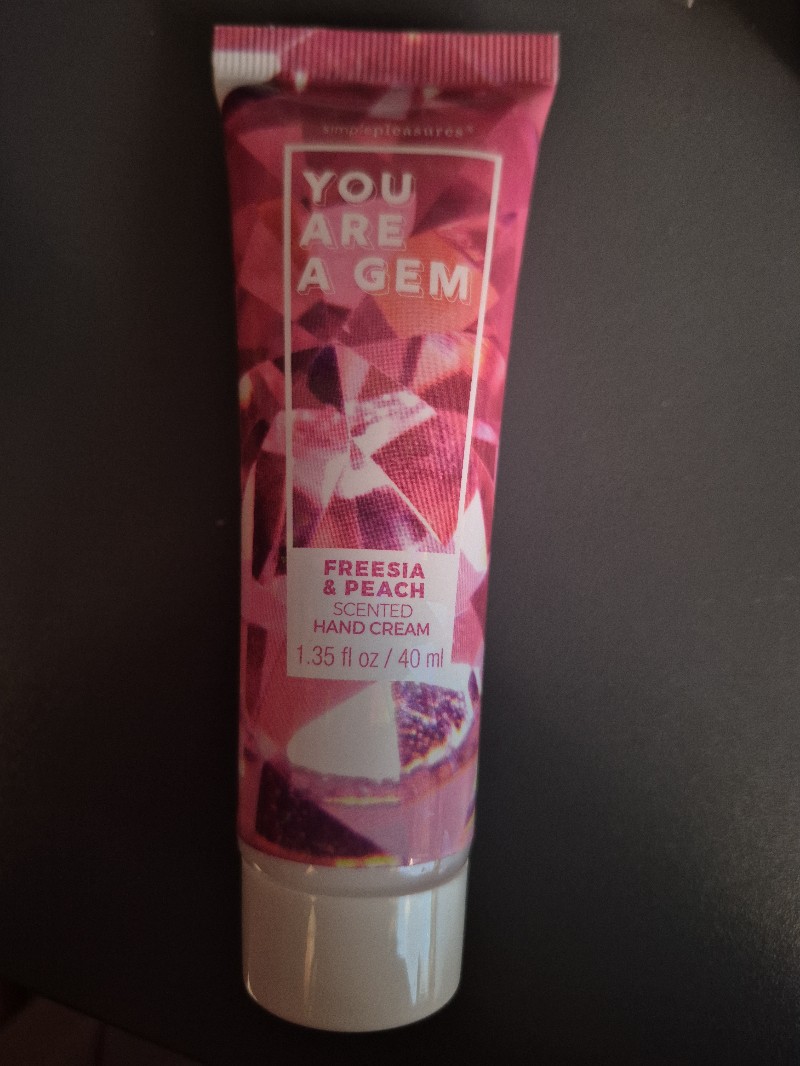 simplepleasures®
YOU
ARE
A GEM
FREESIA
& PEACH
SCENTED
HAND CREAM
1.35 fl oz / 40 ml